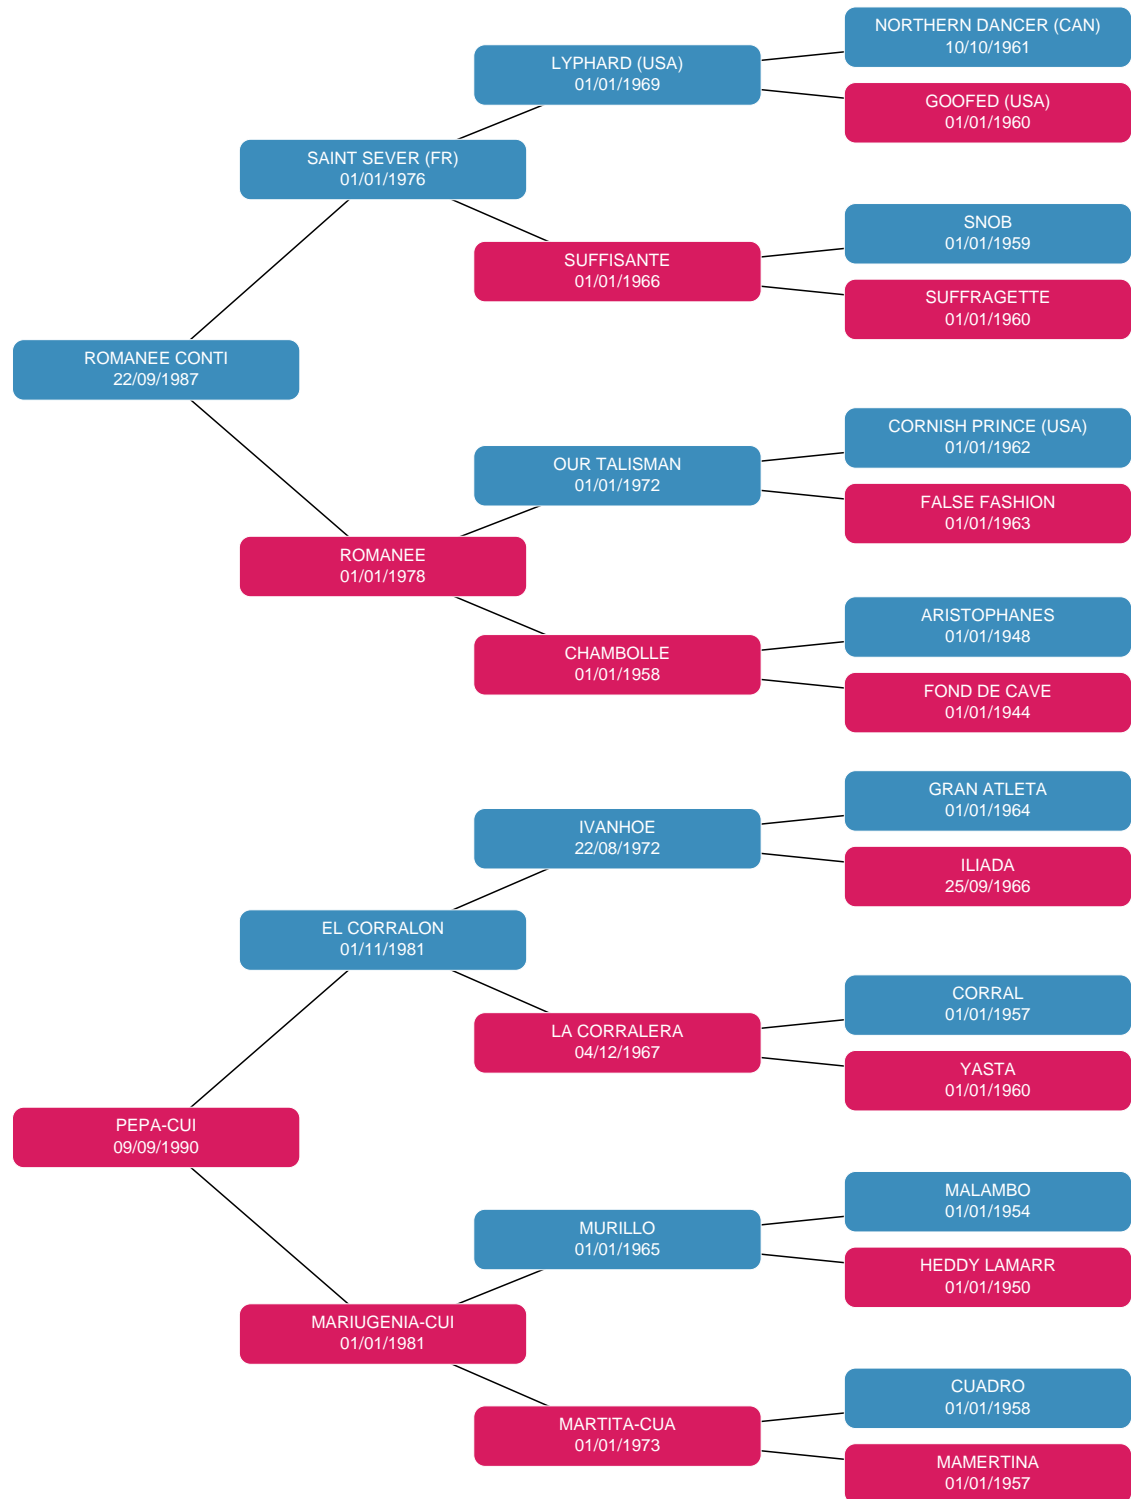 NORTHERN DANCER (CAN)
10/10/1961
LYPHARD (USA)
01/01/1969
GOOFED (USA)
01/01/1960
SAINT SEVER (FR)
01/01/1976
SNOB
01/01/1959
SUFFISANTE
01/01/1966
SUFFRAGETTE
01/01/1960
ROMANEE CONTI
22/09/1987
CORNISH PRINCE (USA)
01/01/1962
OUR TALISMAN
01/01/1972
FALSE FASHION
01/01/1963
ROMANEE
01/01/1978
ARISTOPHANES
01/01/1948
CHAMBOLLE
01/01/1958
FOND DE CAVE
01/01/1944
GRAN ATLETA
01/01/1964
IVANHOE
22/08/1972
ILIADA
25/09/1966
EL CORRALON
01/11/1981
CORRAL
01/01/1957
LA CORRALERA
04/12/1967
YASTA
01/01/1960
PEPA-CUI
09/09/1990
MALAMBO
01/01/1954
MURILLO
01/01/1965
HEDDY LAMARR
01/01/1950
MARIUGENIA-CUI
01/01/1981
CUADRO
01/01/1958
MARTITA-CUA
01/01/1973
MAMERTINA
01/01/1957